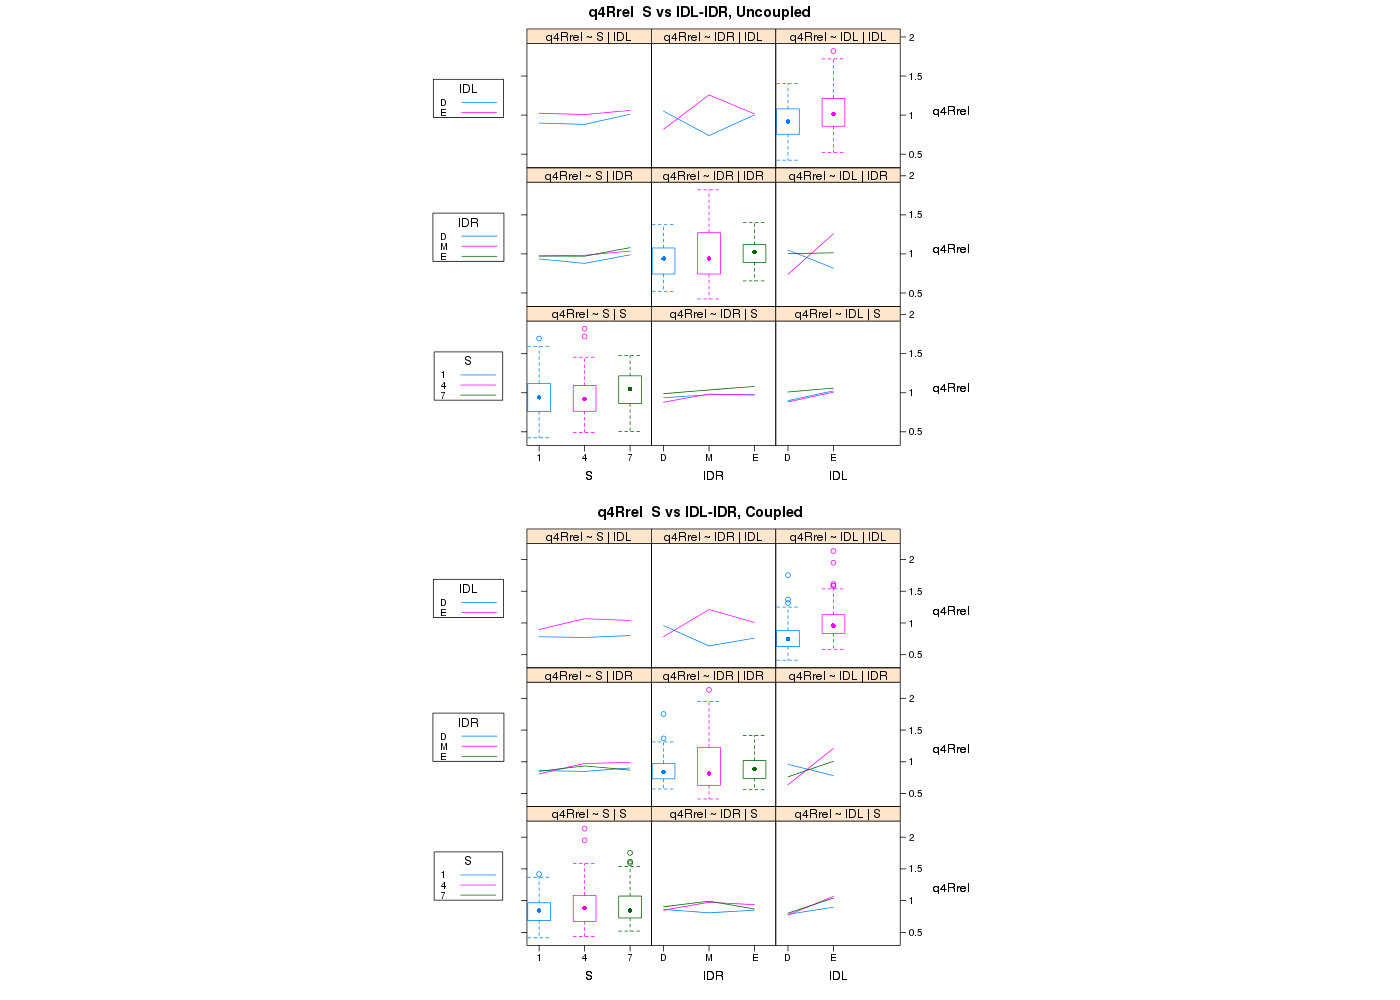 q4Rrel  S vs IDL-IDR, Uncoupled
q4Rrel ~ S | IDL
q4Rrel ~ IDR | IDL
q4Rrel ~ IDL | IDL
2
1.5
1
0.5
q4Rrel
IDL
D
E
q4Rrel ~ S | IDR
q4Rrel ~ IDR | IDR
q4Rrel ~ IDL | IDR
2
1.5
1
0.5
q4Rrel
IDR
D
M
E
q4Rrel ~ S | S
q4Rrel ~ IDR | S
q4Rrel ~ IDL | S
2
1.5
1
0.5
q4Rrel
S
1
4
7
1 4 7 D M E D E
S IDR IDL
q4Rrel  S vs IDL-IDR, Coupled
q4Rrel ~ S | IDL
q4Rrel ~ IDR | IDL
q4Rrel ~ IDL | IDL
2
1.5
1
0.5
q4Rrel
IDL
D
E
q4Rrel ~ S | IDR
q4Rrel ~ IDR | IDR
q4Rrel ~ IDL | IDR
2
1.5
1
0.5
q4Rrel
IDR
D
M
E
q4Rrel ~ S | S
q4Rrel ~ IDR | S
q4Rrel ~ IDL | S
2
1.5
1
0.5
q4Rrel
S
1
4
7
1 4 7 D M E D E
S IDR IDL